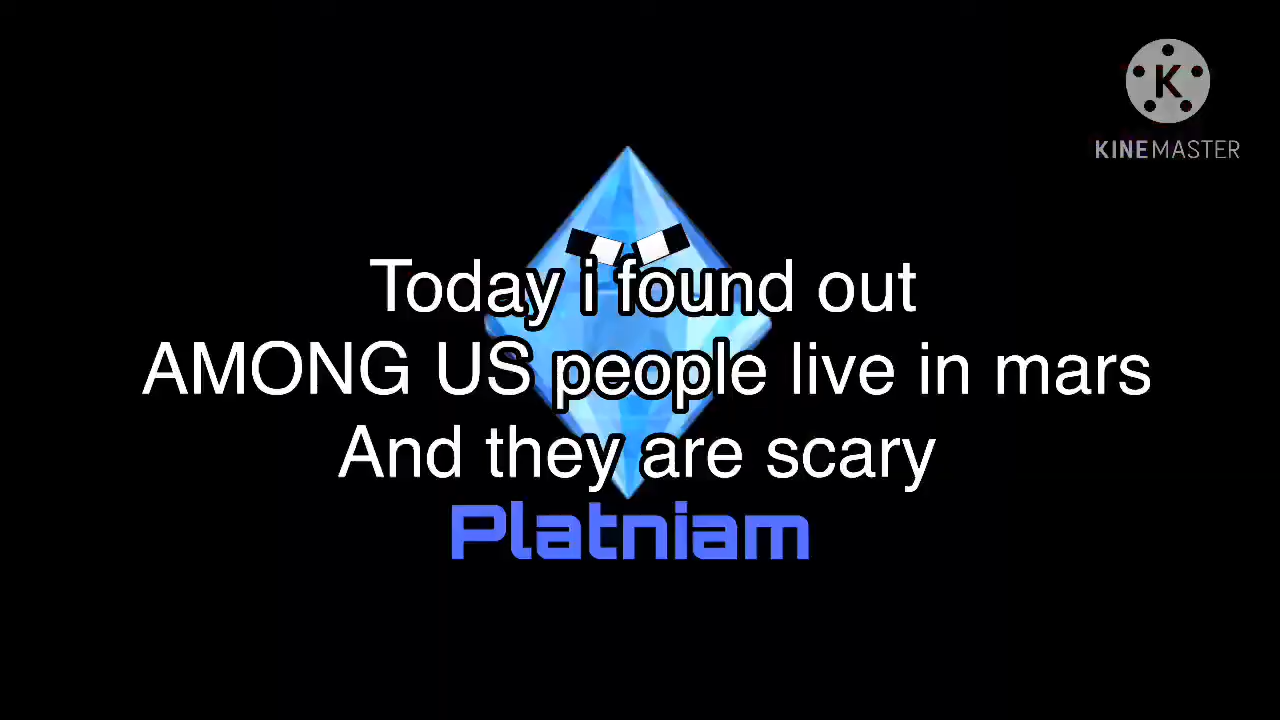 K
KINEMASTER
Today i found out
AMONG US people live in mars
And they are scary
Platniam